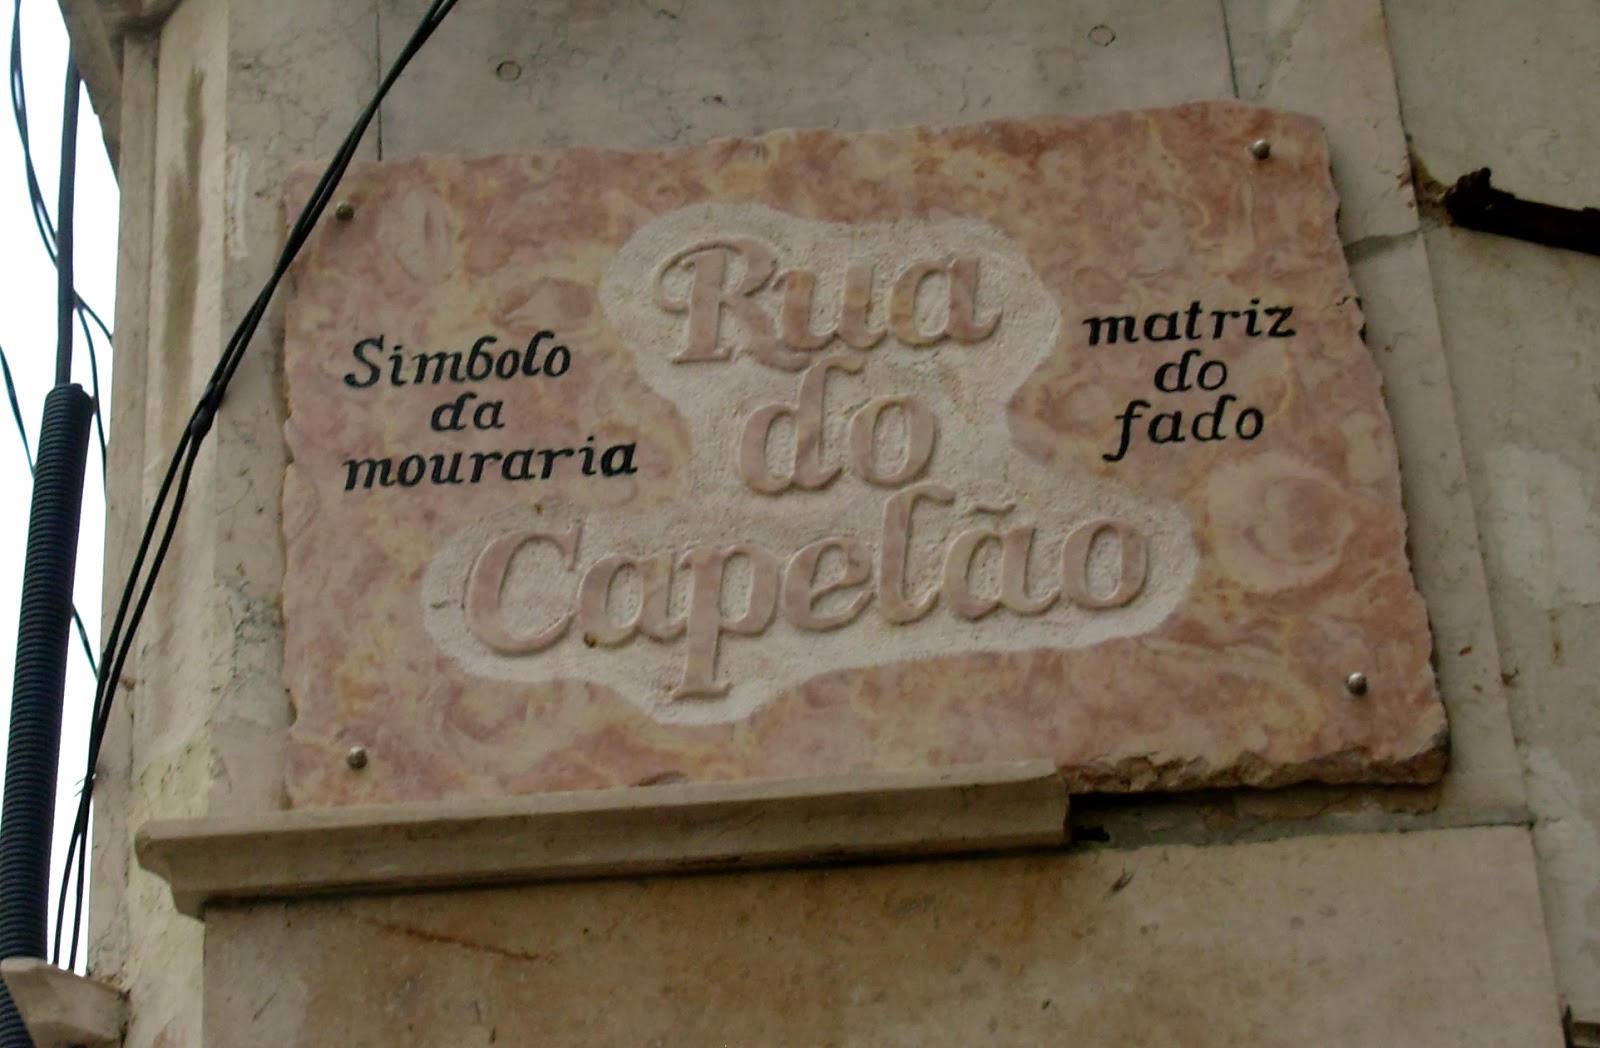 Simbolo
da
mouraria
Rua
do
Capelão
matriz
do
fado